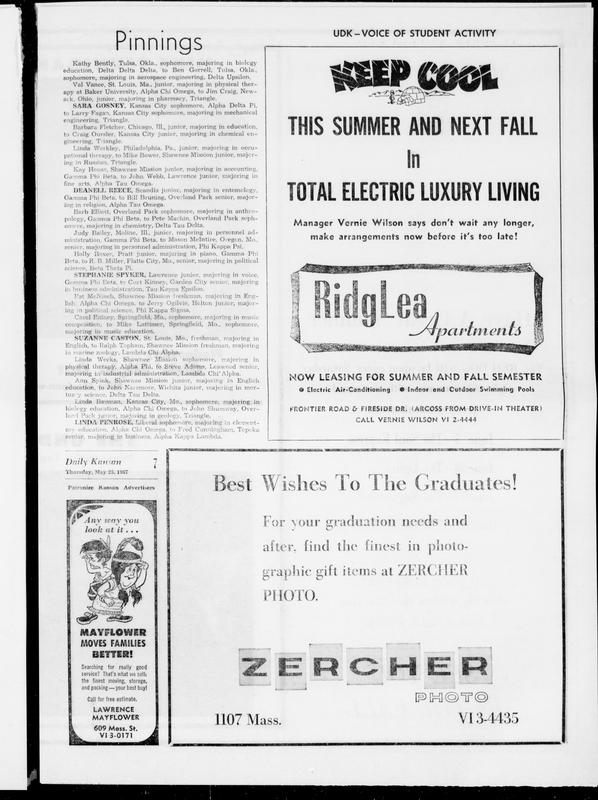 Pinnings
Kathy Bently, Tulsa, Okla., sophomore, majoring in biology
education, Delta Delta Delta, to Ben Gorrell, Tulsa, Okla.,
sophomore, majoring in aerospace engineering, Delta Upsilon.
Val Vance, St. Louis, Mo., junior, majoring in physical ther-
apy at Baker University, Alpha Chi Omega, to Jim Craig, New-
ark, Ohio, junior, majoring in pharmacy, Triangle.
SARA GOSNEY, Kansas City sophomore, Alpha Delta Pi,
to Larry Fagan, Kansas City sophomore, majoring in mechanical
engineering, Triangle.
Barbara Fletcher, Chicago, Ill., junior, majoring in education,
to Craig Ourster, Kansas City junior, majoring in chemical en-
gineering, Triangle.
Linda Workley, Philadelphia, Pa., junior, majoring in occu-
pational therapy, to Mike Bower, Shawnee Mission junior, major-
ing in Russian, Triangle.
Kay House, Shawnee Mission junior, majoring in accounting,
Gamma Phi Beta, to John Webb, Lawrence junior, majoring in
fine arts, Alpha Tau Omega.
DEANELL REECE, Scandia junior, majoring in entomology,
Gamma Phi Beta, to Bill Bruning, Overland Park senior, major-
ing in religion, Alpha Tau Omega.
Barb Elliott, Overland Park sophomore, majoring in anthro-
pology, Gamma Phi Beta, to Pete Machin, Overland Park soph-
omore, majoring in chemistry, Delta Tau Delta.
Judy Bailey, Moline, Ill., junior, majoring in personnel ad-
ministration, Gamma Phi Beta, to Mason McIntire, Oregon, Mo.,
senior, majoring in personnel administration, Phi Kappa Psi.
Holly Boxer, Pratt junior, majoring in piano, Gamma Phi
Beta, to R. B. Miller, Platte City, Mo., senior, majoring in political
science, Beta Theta Pi.
STEPHANIE SPYKER, Lawrence junior, majoring in voice,
Gamma Phi Beta, to Curt Kinney, Garden City senior, majoring
in business administration, Tau Kappa Epsilon.
Pat McNinch, Shawnee Mission freshman, majoring in Eng-
lish, Alpha Chi Omega, to Jerry Ogilvie, Holton junior, major-
ing in political science, Phi Kappa Sigma.
Carol Estney, Springfield, Mo., sophomore, majoring in music
composition, to Mike Lattimer, Springfield, Mo., sophomore,
majoring in music education.
SUZANNE CASTON, St. Louis, Mo., freshman, majoring in
English, to Ralph Topham, Shawnee Mission freshman, majoring
in marine zoology, Lambda Chi Alpha.
Linda Weeks, Shawnee Mission sophomore, majoring in
physical therapy, Alpha Phi, to Steve Adams, Leawood senior,
majoring in industrial administration, Lambda Chi Alpha.
Ann Spink, Shawnee Mission junior, majoring in English
education, to John Kazemore, Wichita junior, majoring in mor-
tuary science, Delta Tau Delta.
Linda Bauman, Kansas City, Mo., sophomore, majoring in
biology education, Alpha Chi Omega, to John Shumway, Over-
land Park junior, majoring in geology, Triangle.
LINDA PENROSE, Liberal sophomore, majoring in element-
ary education, Alpha Chi Omega, to Fred Cunningham, Topeka
senior, majoring in business, Alpha Kappa Lambda.
Daily Kansan 7
Thursday, May 25, 1967
Patronize Kansan Advertisers
Any way you
look at it . . .
MAYFLOWER
MOVES FAMILIES
BETTER!
Searching for really good
service? That's what we sell:
the finest moving, storage,
and packing — your best buy!
Call for free estimate.
LAWRENCE
MAYFLOWER
609 Mass. St.
VI 3-0171
UDK—VOICE OF STUDENT ACTIVITY
KEEP COOL
THIS SUMMER AND NEXT FALL
In
TOTAL ELECTRIC LUXURY LIVING
Manager Vernie Wilson says don't wait any longer,
make arrangements now before it's too late!
RidgLea
Apartments
NOW LEASING FOR SUMMER AND FALL SEMESTER
● Electric Air-Conditioning ● Indoor and Outdoor Swimming Pools
FRONTIER ROAD & FIRESIDE DR. (ARCOSS FROM DRIVE-IN THEATER)
CALL VERNIE WILSON VI 2-4444
Best Wishes To The Graduates!
For your graduation needs and
after, find the finest in photo-
graphic gift items at ZERCHER
PHOTO.
ZERCHER
PHOTO
1107 Mass. VI 3-4435